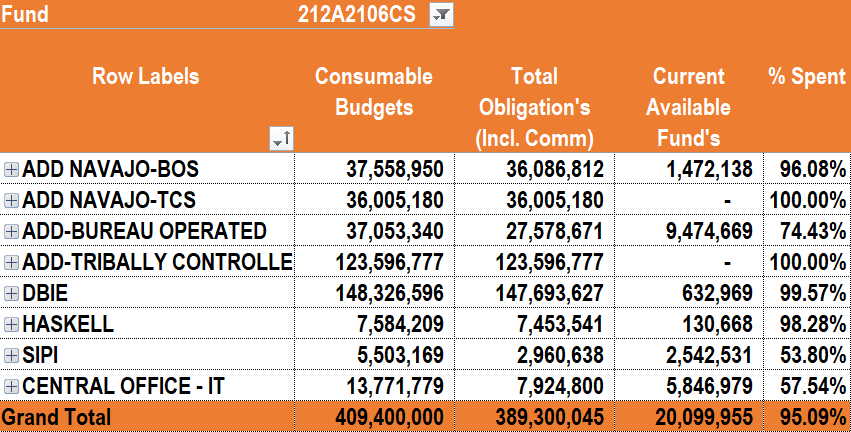 Fund 212A2106CS
Row Labels Consumable Budgets Total Obligation's (Incl. Comm) Current Available Fund's % Spent
ADD NAVAJO-BOS 37,558,950 36,086,812 1,472,138 96.08%
ADD NAVAJO-TCS 36,005,180 36,005,180 - 100.00%
ADD-BUREAU OPERATED 37,053,340 27,578,671 9,474,669 74.43%
ADD-TRIBALLY CONTROLLE 123,596,777 123,596,777 - 100.00%
DBIE 148,326,596 147,693,627 632,969 99.57%
HASKELL 7,584,209 7,453,541 130,668 98.28%
SIPI 5,503,169 2,960,638 2,542,531 53.80%
CENTRAL OFFICE - IT 13,771,779 7,924,800 5,846,979 57.54%
Grand Total 409,400,000 389,300,045 20,099,955 95.09%